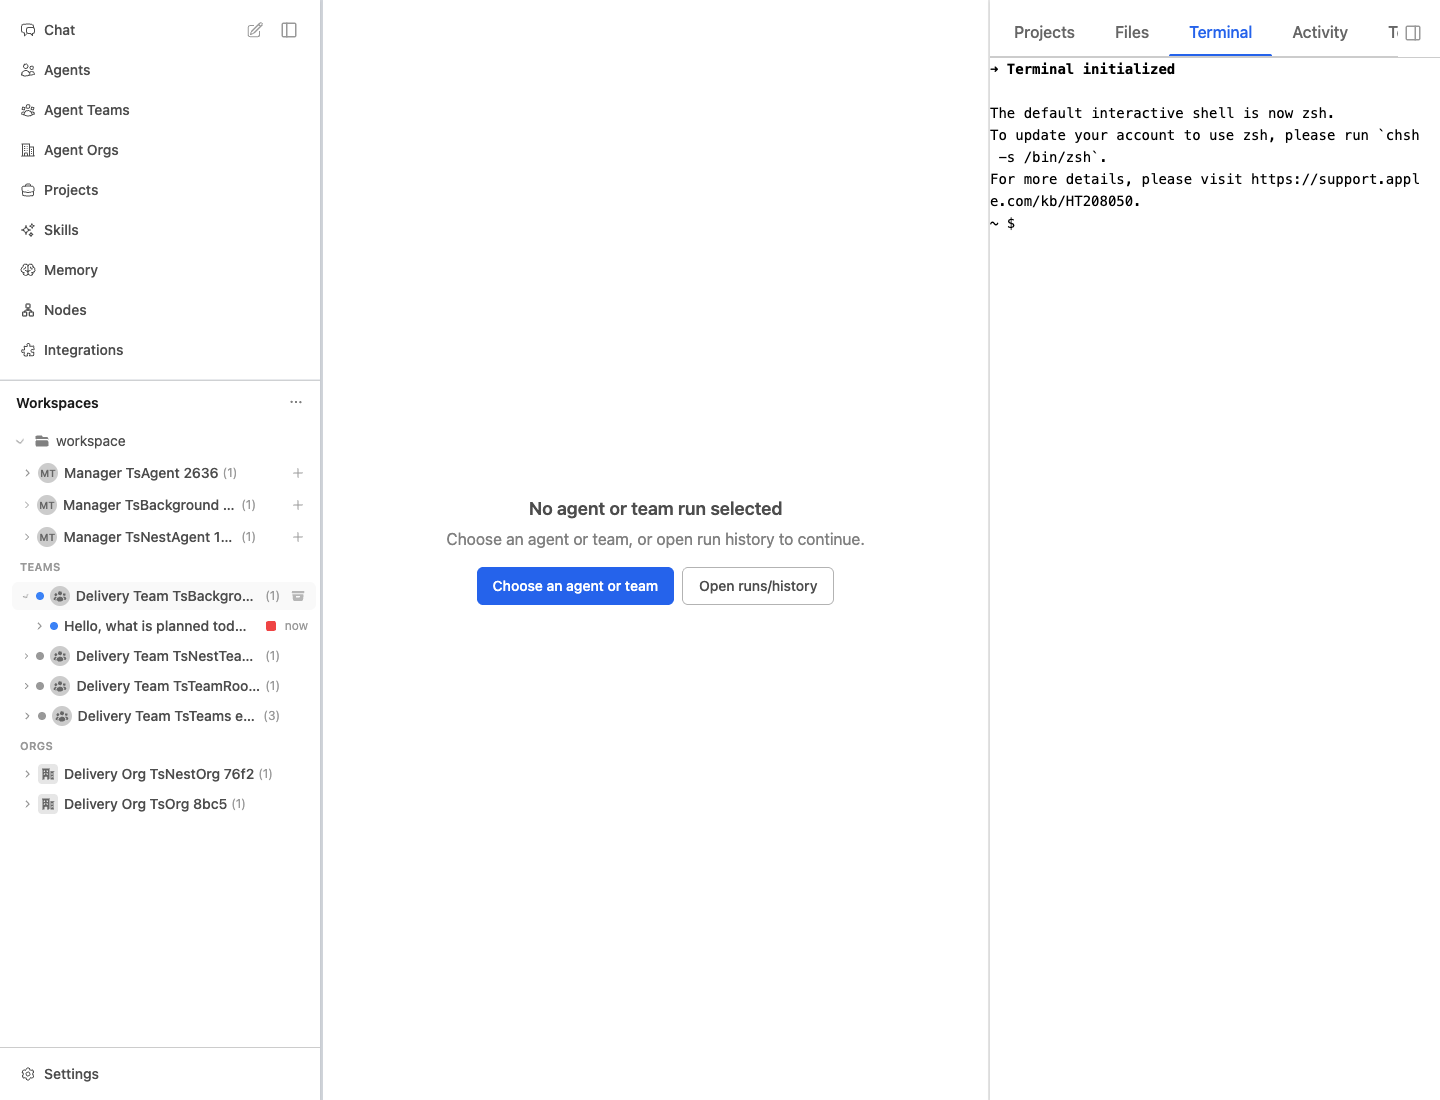 Chat
Agents
Agent Teams
Agent Orgs
Projects
Skills
Memory
Nodes
Integrations
Workspaces
workspace
MT Manager TsAgent 2636 (1)
MT Manager TsBackground ... (1)
MT Manager TsNestAgent 1... (1)
TEAMS
Delivery Team TsBackgro... (1)
Hello, what is planned tod... now
Delivery Team TsNestTea... (1)
Delivery Team TsTeamRoo... (1)
Delivery Team TsTeams e... (3)
ORGS
Delivery Org TsNestOrg 76f2 (1)
Delivery Org TsOrg 8bc5 (1)
Settings
No agent or team run selected
Choose an agent or team, or open run history to continue.
Choose an agent or team Open runs/history
Projects Files Terminal Activity
→ Terminal initialized
The default interactive shell is now zsh.
To update your account to use zsh, please run `chsh
-s /bin/zsh`.
For more details, please visit https://support.appl
e.com/kb/HT208050.
~ $